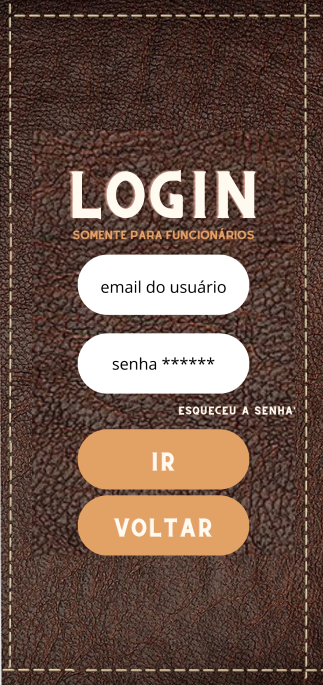 LOGIN
SOMENTE PARA FUNCIONÁRIOS
email do usuário
senha ******
ESQUECEU A SENHA'
IR
VOLTAR